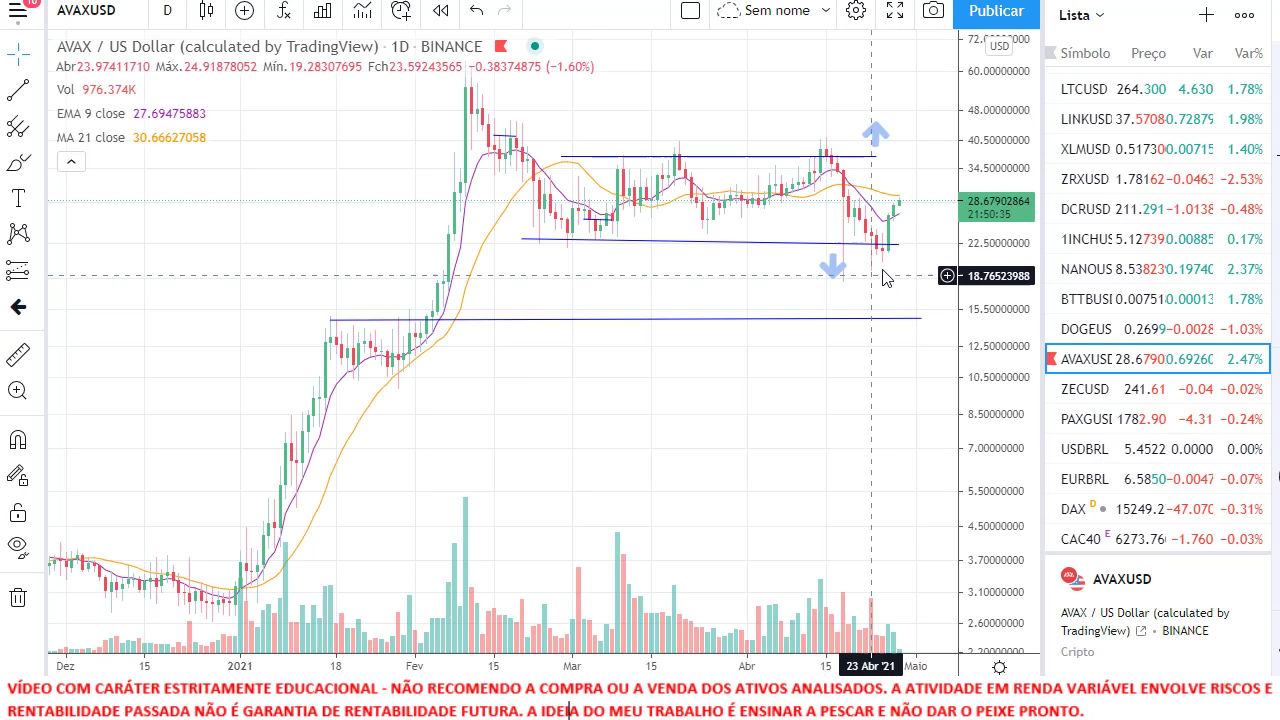 10
AVAXUSD
D
Sem nome
Publicar
Lista
AVAX / US Dollar (calculated by TradingView) · 1D · BINANCE
Abr23.97411710 Máx.24.91878052 Mín.19.28307695 Fch23.59243565 −0.38374875 (−1.60%)
Vol 976.374K
EMA 9 close 27.69475883
MA 21 close 30.66627058
USD
60.00000000
48.00000000
40.50000000
34.50000000
28.67902864
21:50:35
22.50000000
18.76523988
15.50000000
12.50000000
10.50000000
8.50000000
7.00000000
5.50000000
4.50000000
3.70000000
3.10000000
2.60000000
2.20000000
Dez 15 2021 18 Fev 15 Mar 15 Abr 15 23 Abr '21 Maio
Símbolo Preço Var Var%
LTCUSD 264.300 4.630 1.78%
LINKUSD 37.5708 0.72879 1.98%
XLMUSD 0.51730 0.00715 1.40%
ZRXUSD 1.78162 −0.0463 −2.53%
DCRUSD 211.291 −1.0138 −0.48%
1INCHUS 5.12739 0.00885 0.17%
NANOUS 8.53823 0.19740 2.37%
BTTBUSI 0.00751 0.00013 1.78%
DOGEUS 0.2699 −0.0028 −1.03%
AVAXUSD 28.6790 0.69260 2.47%
ZECUSD 241.61 −0.04 −0.02%
PAXGUSD 1782.90 −4.31 −0.24%
USDBRL 5.4522 0.0000 0.00%
EURBRL 6.5850 −0.0047 −0.07%
DAX D 15249.2 −47.070 −0.31%
CAC40 E 6273.76 −1.760 −0.03%
AVAXUSD
AVAX / US Dollar (calculated by
TradingView) • BINANCE
Cripto
VÍDEO COM CARÁTER ESTRITAMENTE EDUCACIONAL - NÃO RECOMENDO A COMPRA OU A VENDA DOS ATIVOS ANALISADOS. A ATIVIDADE EM RENDA VARIÁVEL ENVOLVE RISCOS E
RENTABILIDADE PASSADA NÃO É GARANTIA DE RENTABILIDADE FUTURA. A IDEIA DO MEU TRABALHO É ENSINAR A PESCAR E NÃO DAR O PEIXE PRONTO.